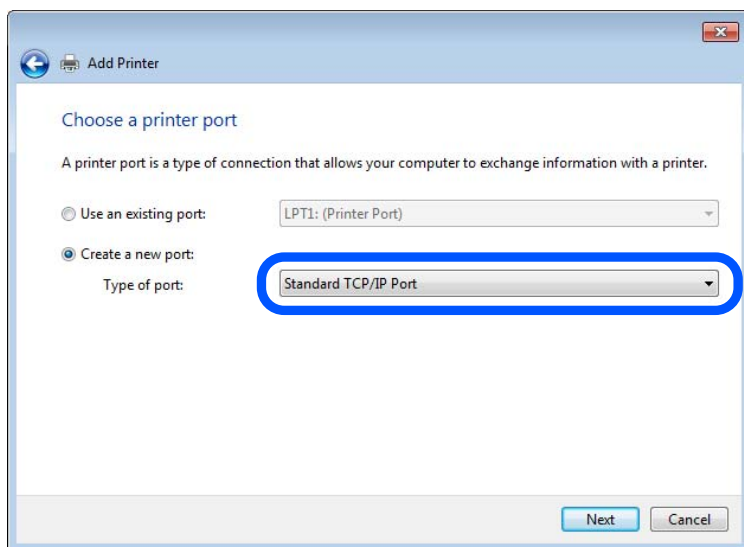 Add Printer
Choose a printer port
A printer port is a type of connection that allows your computer to exchange information with a printer.
Use an existing port: LPT1: (Printer Port)
Create a new port:
Type of port: Standard TCP/IP Port
Next Cancel